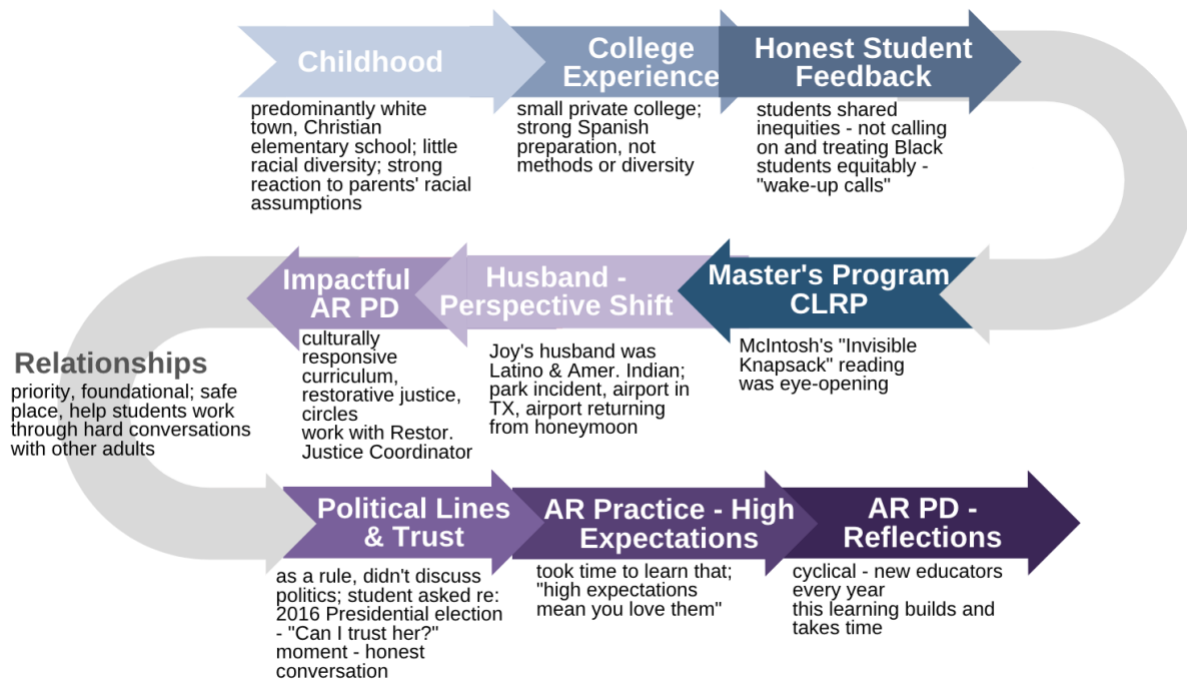 Childhood
predominantly white
town, Christian
elementary school; little
racial diversity; strong
reaction to parents' racial
assumptions
College
Experience
small private college;
strong Spanish
preparation, not
methods or diversity
Honest Student
Feedback
students shared
inequities - not calling
on and treating Black
students equitably -
"wake-up calls"
Master's Program
CLRP
McIntosh's "Invisible
Knapsack" reading
was eye-opening
Husband -
Perspective Shift
Joy's husband was
Latino & Amer. Indian;
park incident, airport in
TX, airport returning
from honeymoon
Impactful
AR PD
culturally
responsive
curriculum,
restorative justice,
circles
work with Restor.
Justice Coordinator
Relationships
priority, foundational; safe
place, help students work
through hard conversations
with other adults
Political Lines
& Trust
as a rule, didn't discuss
politics; student asked re:
2016 Presidential election
- "Can I trust her?"
moment - honest
conversation
AR Practice - High
Expectations
took time to learn that;
"high expectations
mean you love them"
AR PD -
Reflections
cyclical - new educators
every year
this learning builds and
takes time